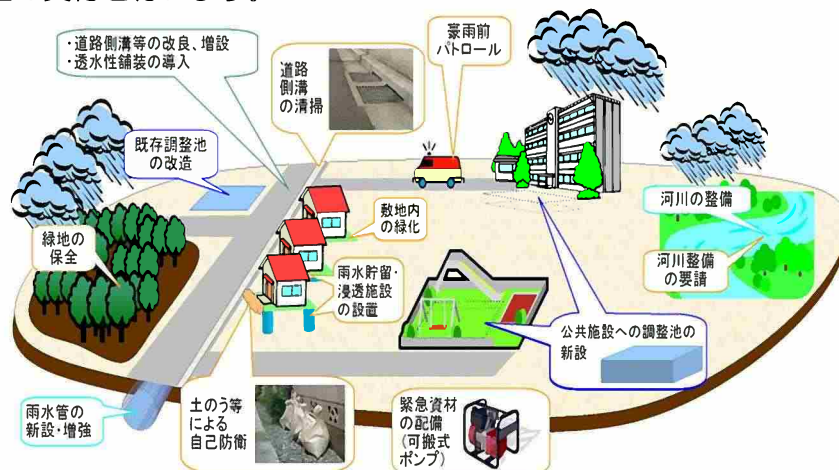 ・道路側溝等の改良、増設
・透水性舗装の導入
道路
側溝
の清掃
豪雨前
パトロール
既存調整池
の改造
緑地の
保全
敷地内
の緑化
雨水貯留・
浸透施設
の設置
河川の整備
河川整備
の要請
公共施設への調整池の
新設
雨水管の
新設・増強
土のう等
による
自己防衛
緊急資材
の配備
(可搬式
ポンプ)